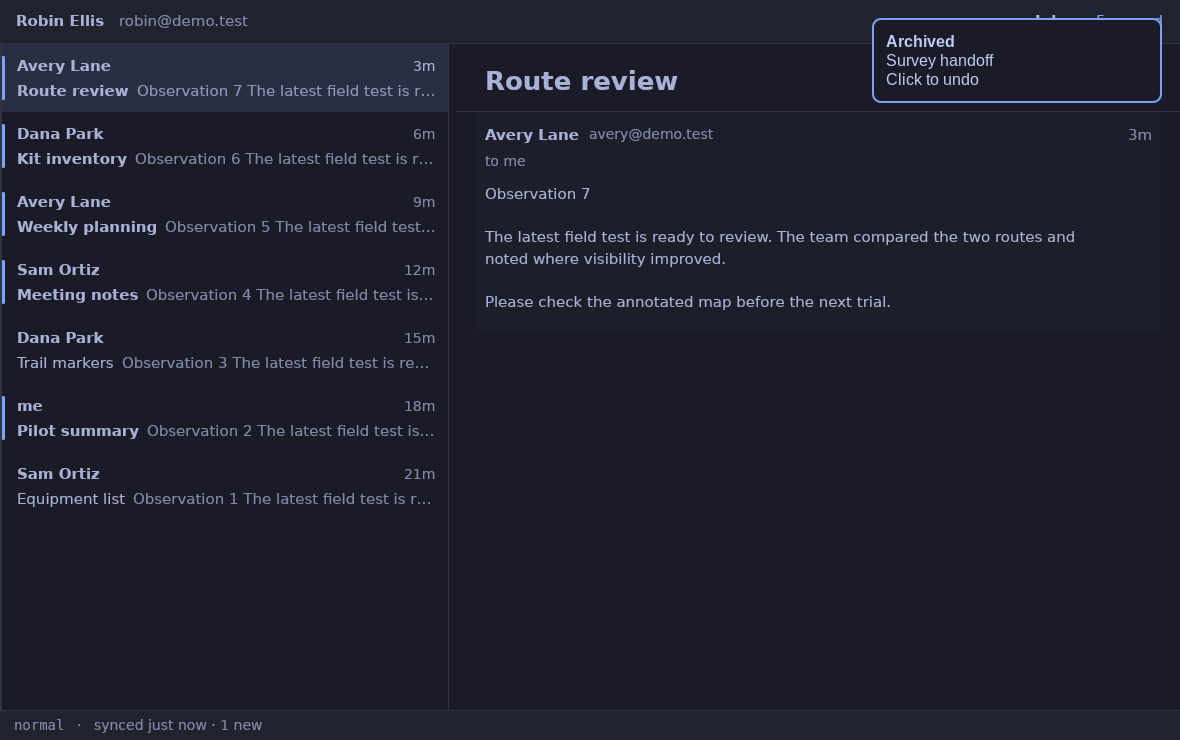 Robin Ellis robin@demo.test
Archived
Survey handoff
Click to undo
Avery Lane 3m
Route review Observation 7 The latest field test is r…
Dana Park 6m
Kit inventory Observation 6 The latest field test is r…
Avery Lane 9m
Weekly planning Observation 5 The latest field test…
Sam Ortiz 12m
Meeting notes Observation 4 The latest field test is…
Dana Park 15m
Trail markers Observation 3 The latest field test is re…
me 18m
Pilot summary Observation 2 The latest field test is…
Sam Ortiz 21m
Equipment list Observation 1 The latest field test is r…
Route review
Avery Lane avery@demo.test 3m
to me
Observation 7
The latest field test is ready to review. The team compared the two routes and
noted where visibility improved.
Please check the annotated map before the next trial.
normal · synced just now · 1 new